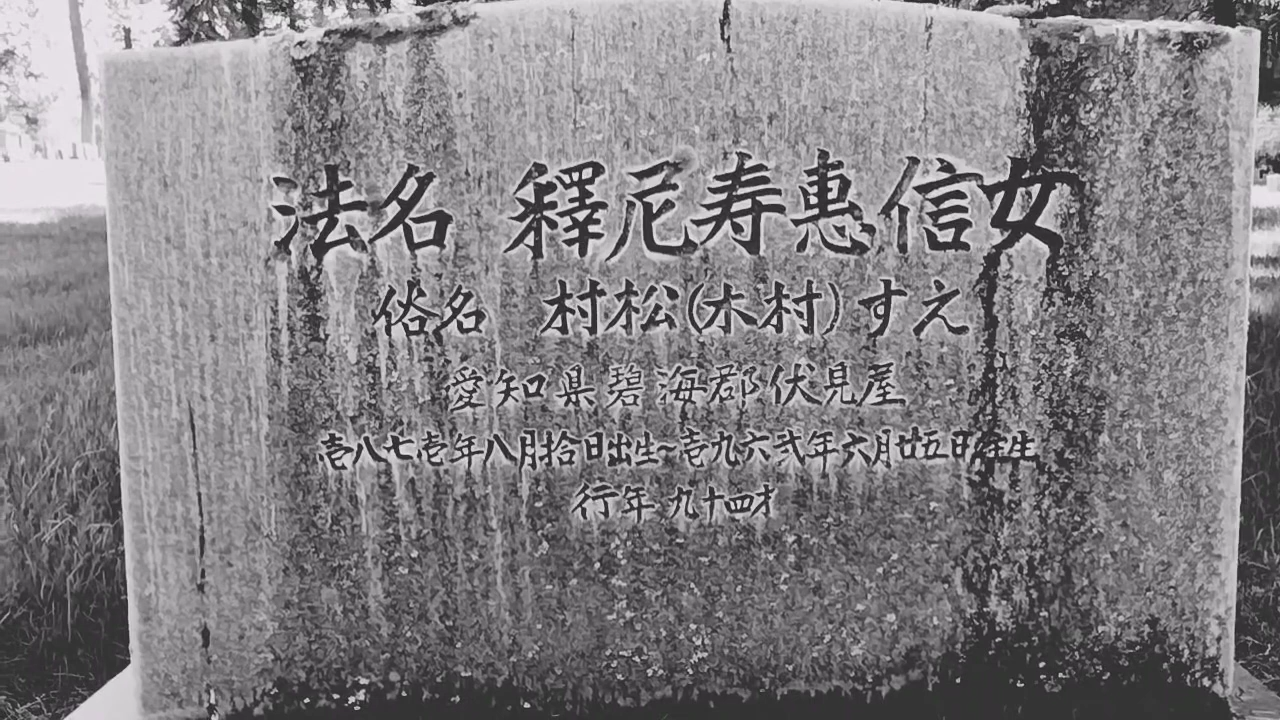 法名 釋尼寿惠信女
俗名 村松(木村)すえ
愛知県碧海郡伏見屋
壱八七壱年八月拾日出生~壱九六弐年六月廿五日往生
行年 九十四才